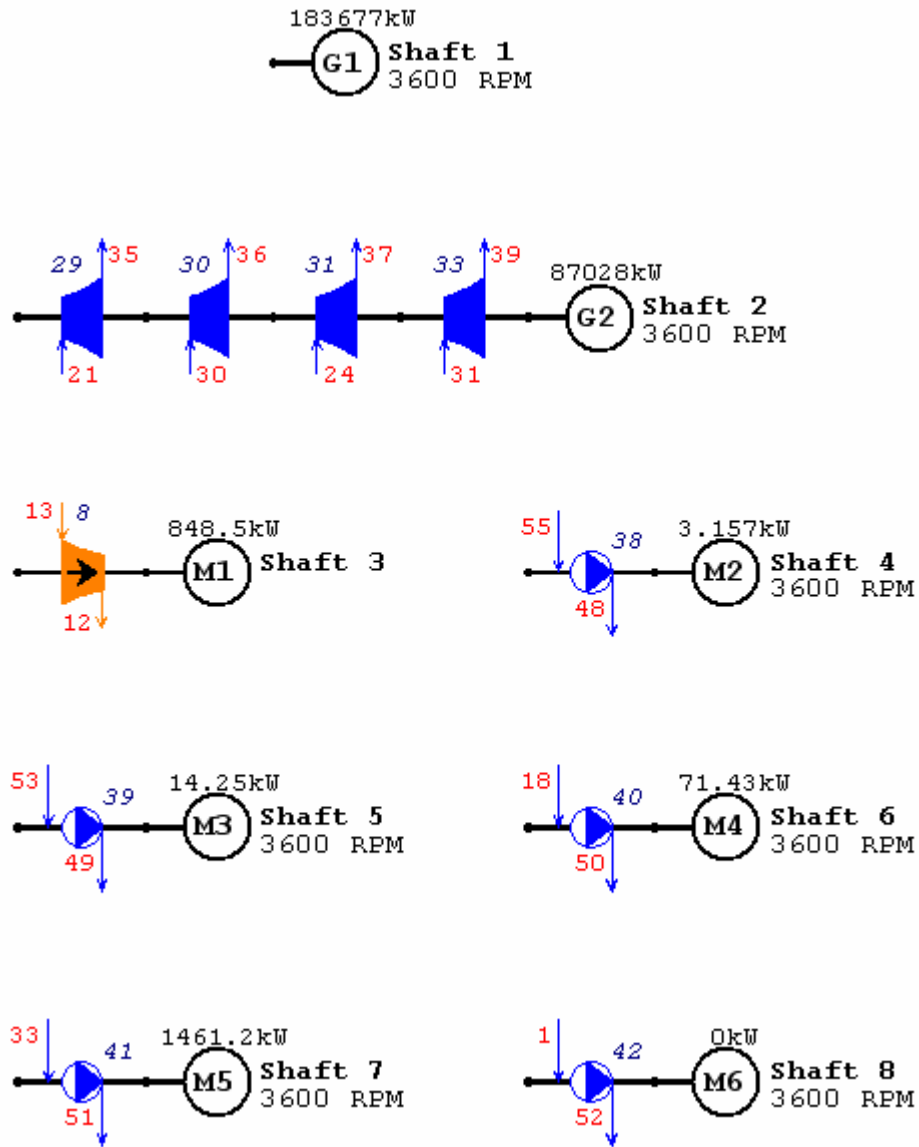 183677kW
G1 Shaft 1
3600 RPM
29 35 30 36 31 37 33 39
87028kW
G2 Shaft 2
3600 RPM
21 30 24 31
13 8 848.5kW
M1 Shaft 3
12
55 38 3.157kW
M2 Shaft 4
3600 RPM
48
53 39 14.25kW
M3 Shaft 5
3600 RPM
49
18 40 71.43kW
M4 Shaft 6
3600 RPM
50
33 41 1461.2kW
M5 Shaft 7
3600 RPM
51
1 42 0kW
M6 Shaft 8
3600 RPM
52